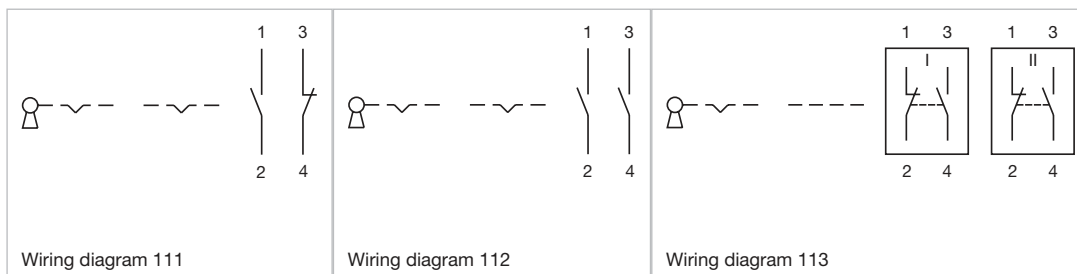 1 3
2 4
Wiring diagram 111
1 3
2 4
Wiring diagram 112
1 3 1 3
I II
2 4 2 4
Wiring diagram 113